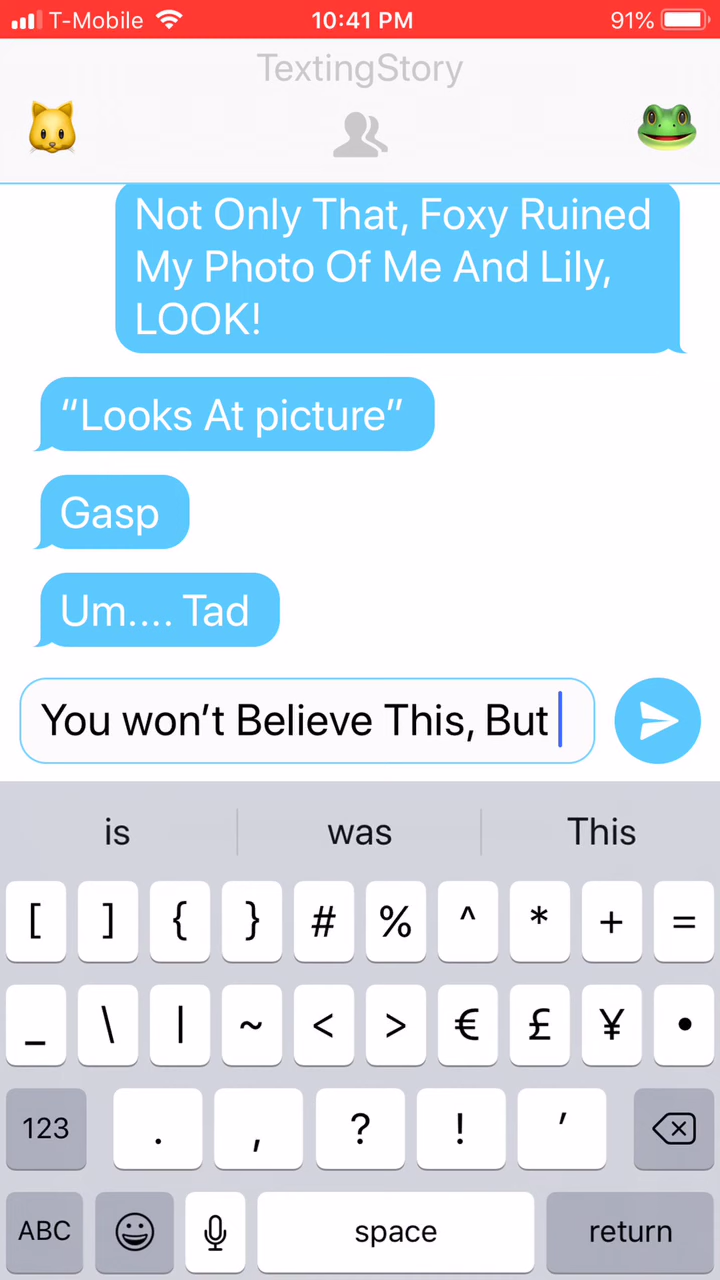 T-Mobile 10:41 PM 91%
TextingStory
Not Only That, Foxy Ruined
My Photo Of Me And Lily,
LOOK!
“Looks At picture”
Gasp
Um.... Tad
You won’t Believe This, But
is was This
[ ] { } # % ^ * + =
_ \ | ~ < > € £ ¥ •
123 . , ? ! ’
ABC space return